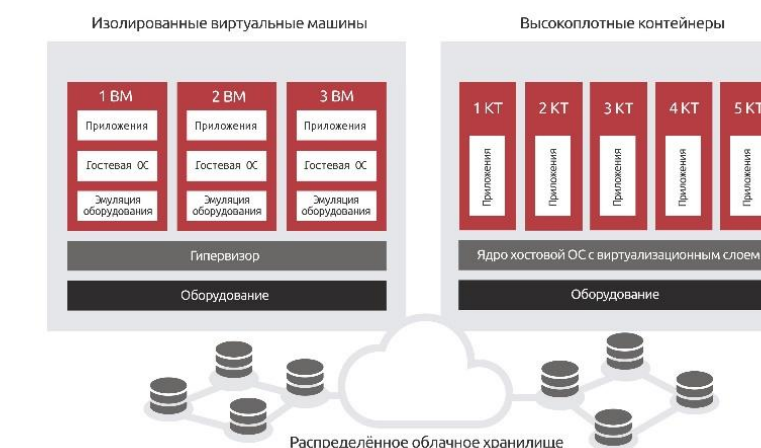 Изолированные виртуальные машины
Высокоплотные контейнеры
1 ВМ
2 ВМ
3 ВМ
Приложения
Приложения
Приложения
Гостевая ОС
Гостевая ОС
Гостевая ОС
Эмуляция
оборудования
Эмуляция
оборудования
Эмуляция
оборудования
Гипервизор
Оборудование
1 КТ
2 КТ
3 КТ
4 КТ
5 КТ
Приложения
Приложения
Приложения
Приложения
Приложения
Ядро хостовой ОС с виртуализационным слоем
Оборудование
Распределённое облачное хранилище